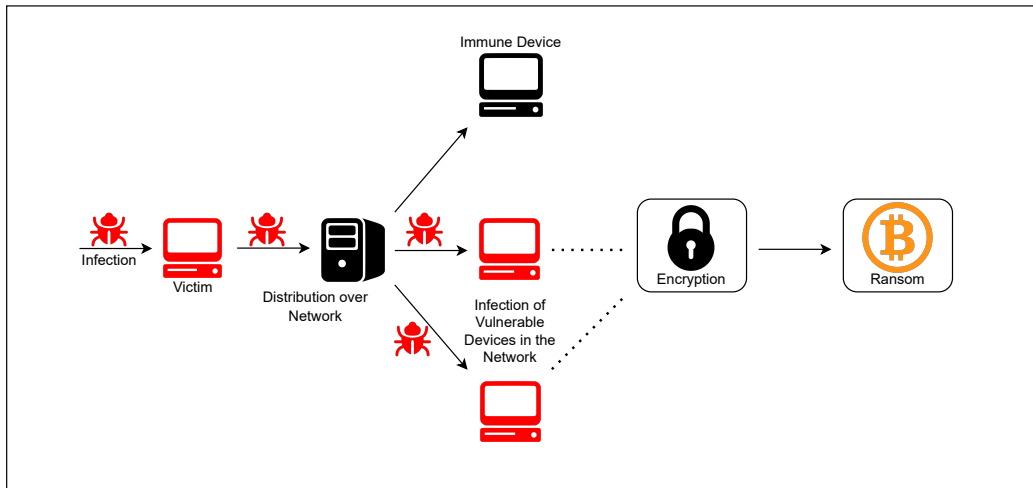 Immune Device
Infection
Victim
Distribution over
Network
Infection of
Vulnerable
Devices in the
Network
Encryption
Ransom